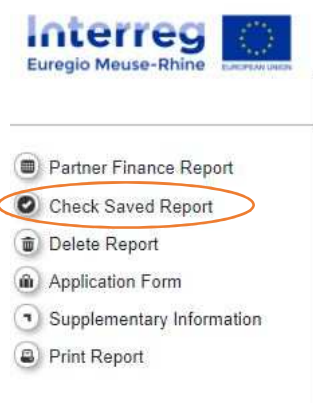 Interreg
Euregio Meuse-Rhine
EUROPEAN UNION
Partner Finance Report
Check Saved Report
Delete Report
Application Form
Supplementary Information
Print Report